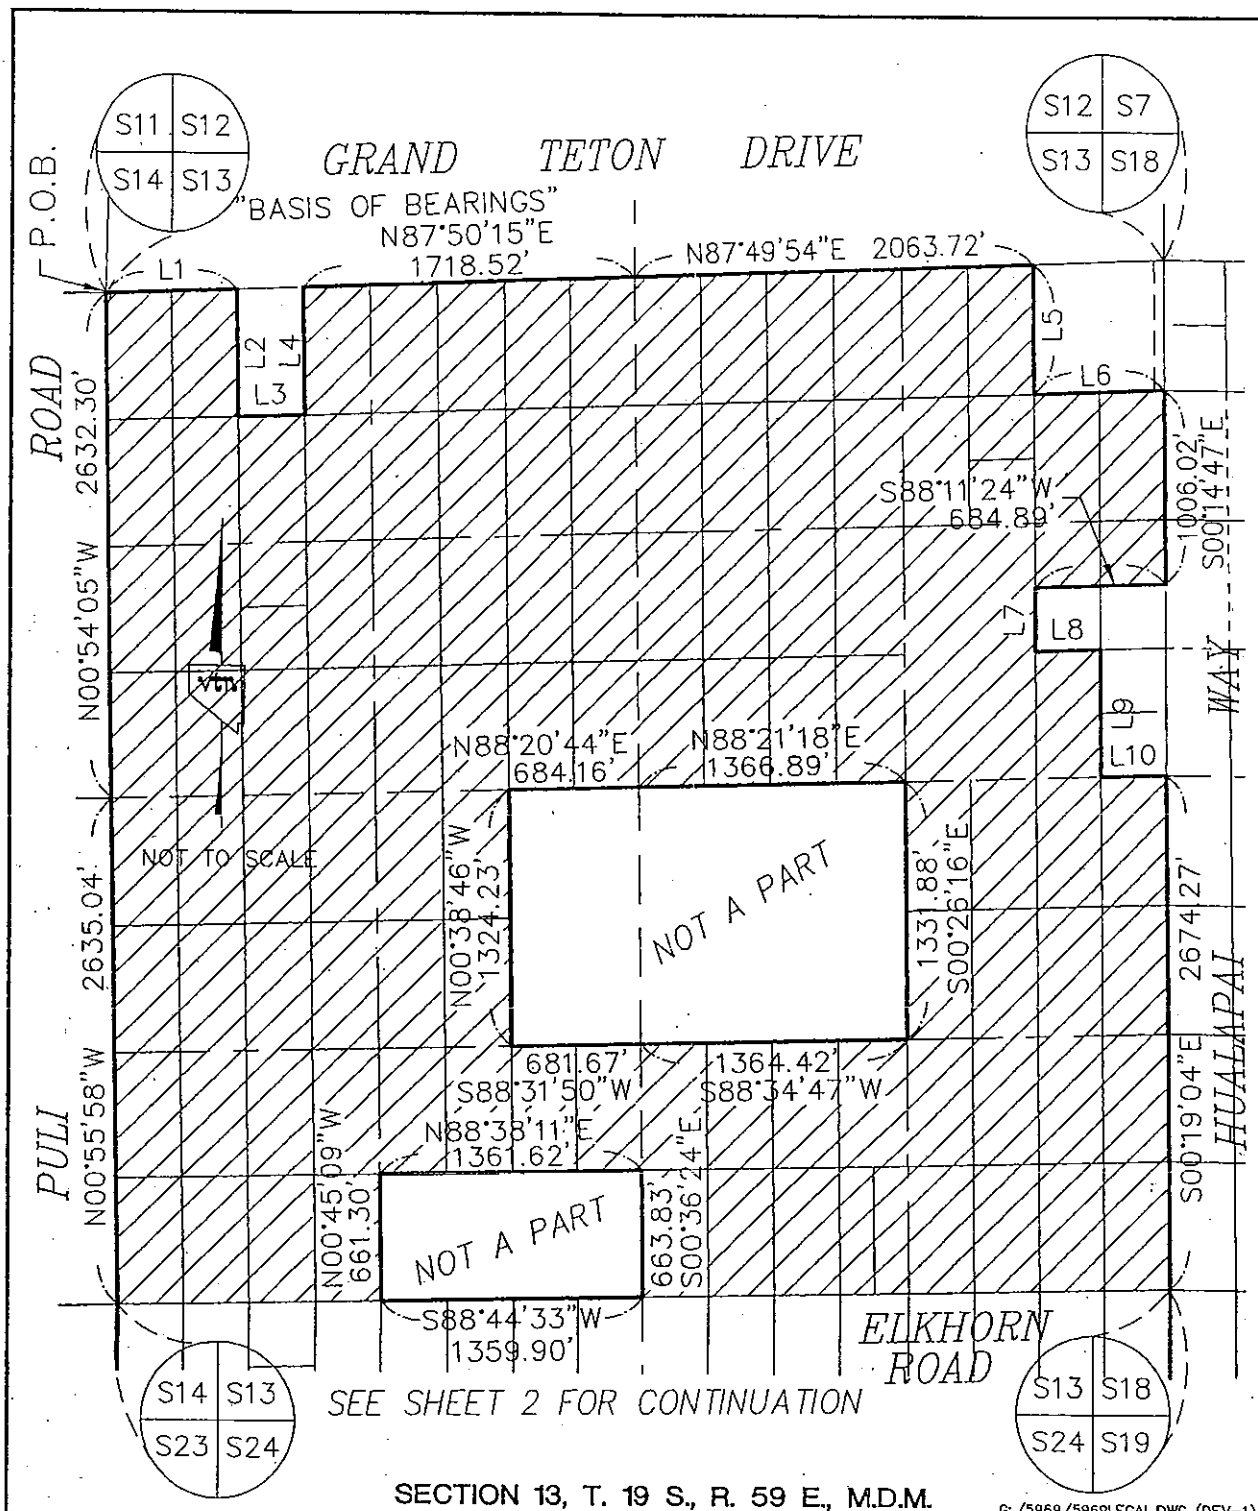 S11 S12
S14 S13
S12 S7
S13 S18
P.O.B.
GRAND TETON DRIVE
"BASIS OF BEARINGS"
N87°50'15"E
1718.52'
N87°49'54"E 2063.72'
L1
L2
L4
L3
L5
L6
ROAD
2632.30'
N00°54'05"W
1006.02'
S00°14'47"E
S88°11'24"W
684.89'
L7
L8
L9
L10
WAY
vtn
NOT TO SCALE
N88°20'44"E
684.16'
N88°21'18"E
1366.89'
N00°38'46"W
1324.23'
NOT A PART
1331.88'
S00°26'16"E
2635.04'
N00°55'58"W
PULI
2674.27'
S00°19'04"E
HUALAPAI
681.67'
S88°31'50"W
1364.42'
S88°34'47"W
N88°38'11"E
1361.62'
N00°45'09"W
661.30'
NOT A PART
663.83'
S00°36'24"E
S88°44'33"W
1359.90'
ELKHORN
ROAD
S14 S13
S23 S24
SEE SHEET 2 FOR CONTINUATION
S13 S18
S24 S19
SECTION 13, T. 19 S., R. 59 E., M.D.M.